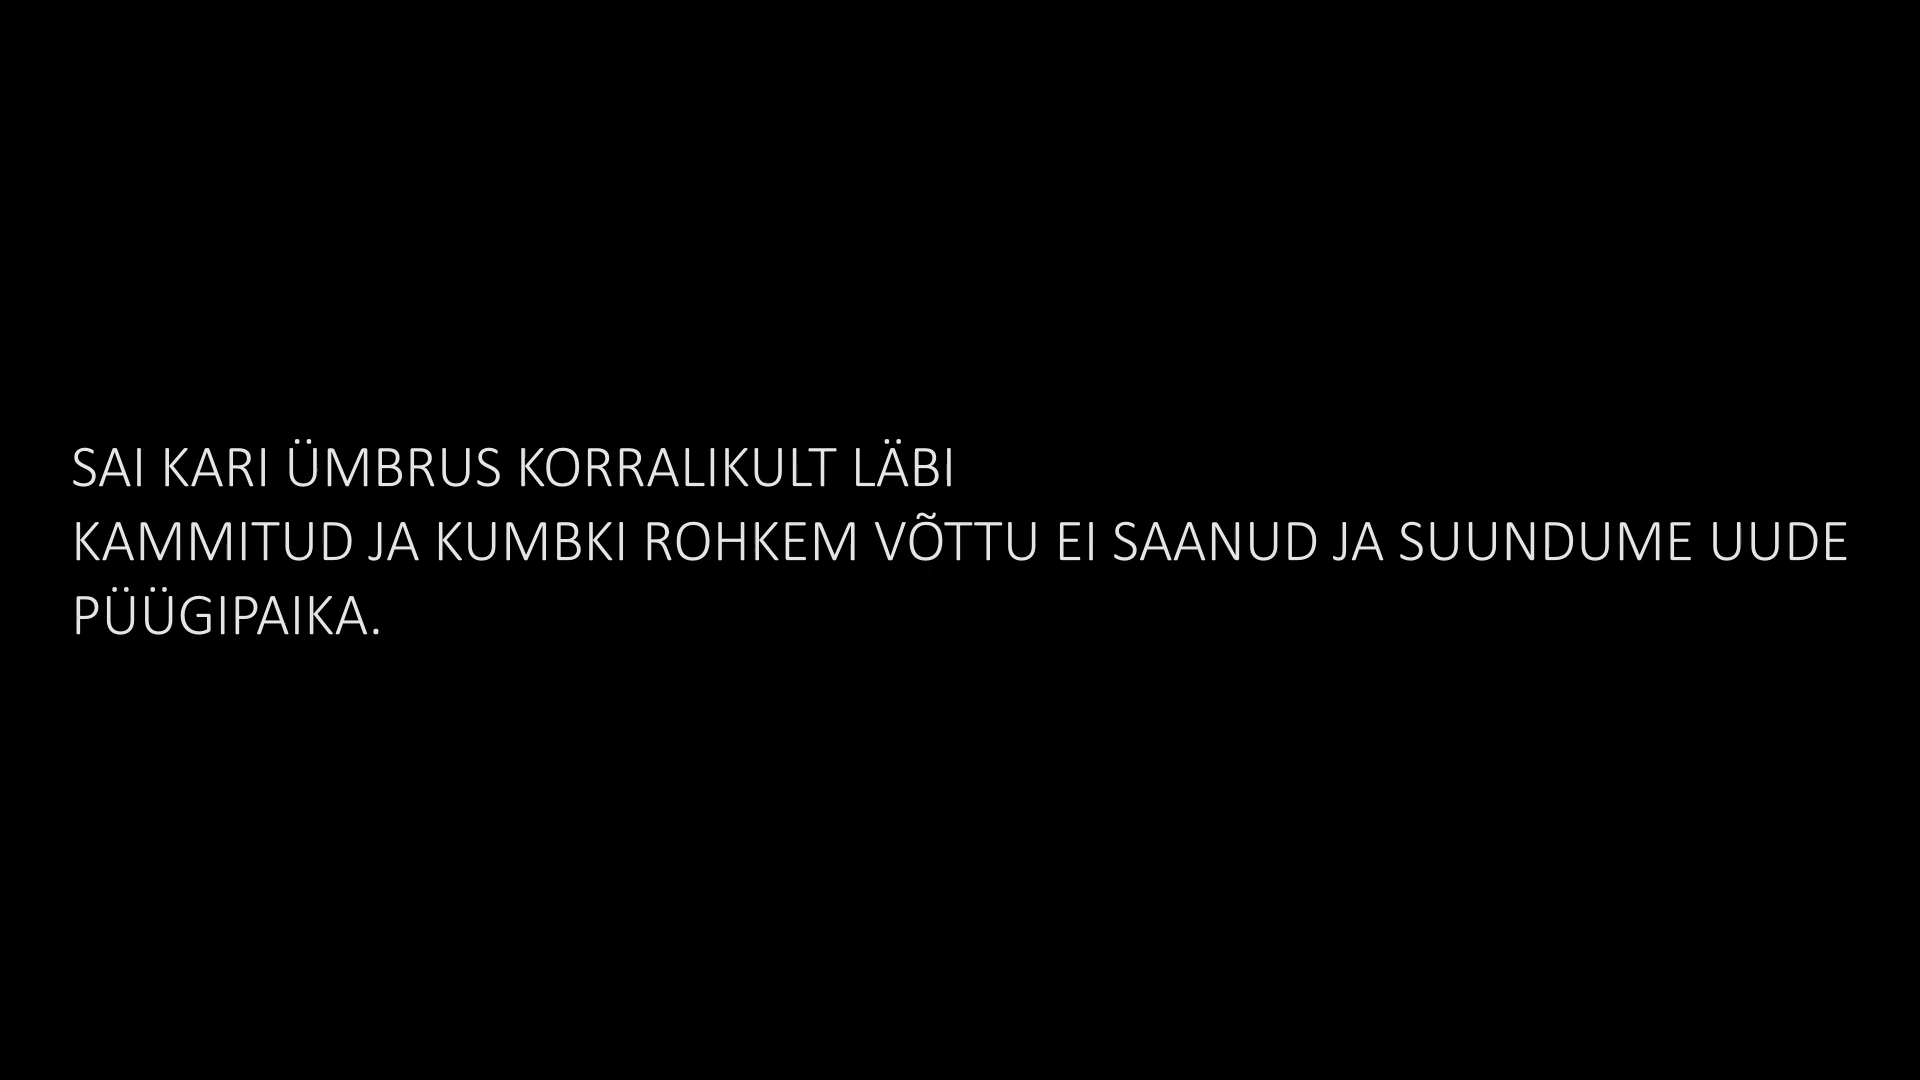 SAI KARI ÜMBRUS KORRALIKULT LÄBI
KAMMITUD JA KUMBKI ROHKEM VÕTTU EI SAANUD JA SUUNDUME UUDE
PÜÜGIPAIKA.